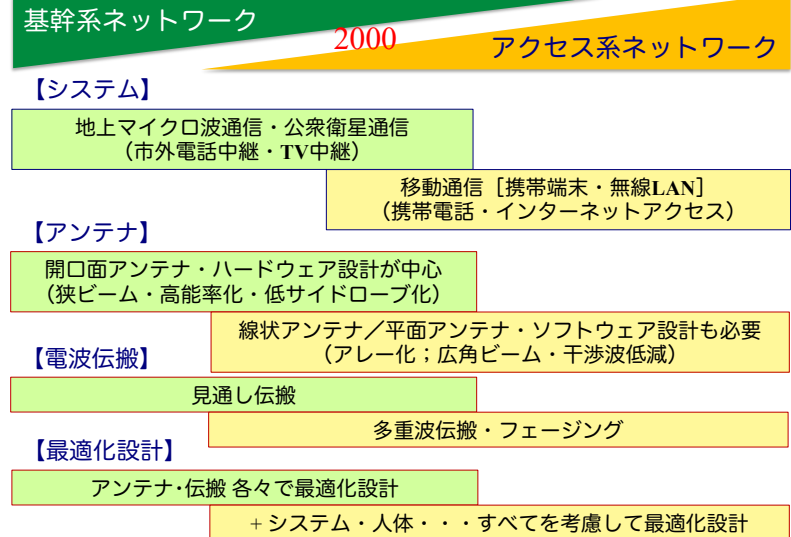 基幹系ネットワーク
2000
アクセス系ネットワーク
【システム】
地上マイクロ波通信・公衆衛星通信
（市外電話中継・TV中継）
移動通信［携帯端末・無線LAN］
（携帯電話・インターネットアクセス）
【アンテナ】
開口面アンテナ・ハードウェア設計が中心
（狭ビーム・高能率化・低サイドローブ化）
線状アンテナ／平面アンテナ・ソフトウェア設計も必要
（アレー化；広角ビーム・干渉波低減）
【電波伝搬】
見通し伝搬
多重波伝搬・フェージング
【最適化設計】
アンテナ・伝搬 各々で最適化設計
+ システム・人体・・・すべてを考慮して最適化設計